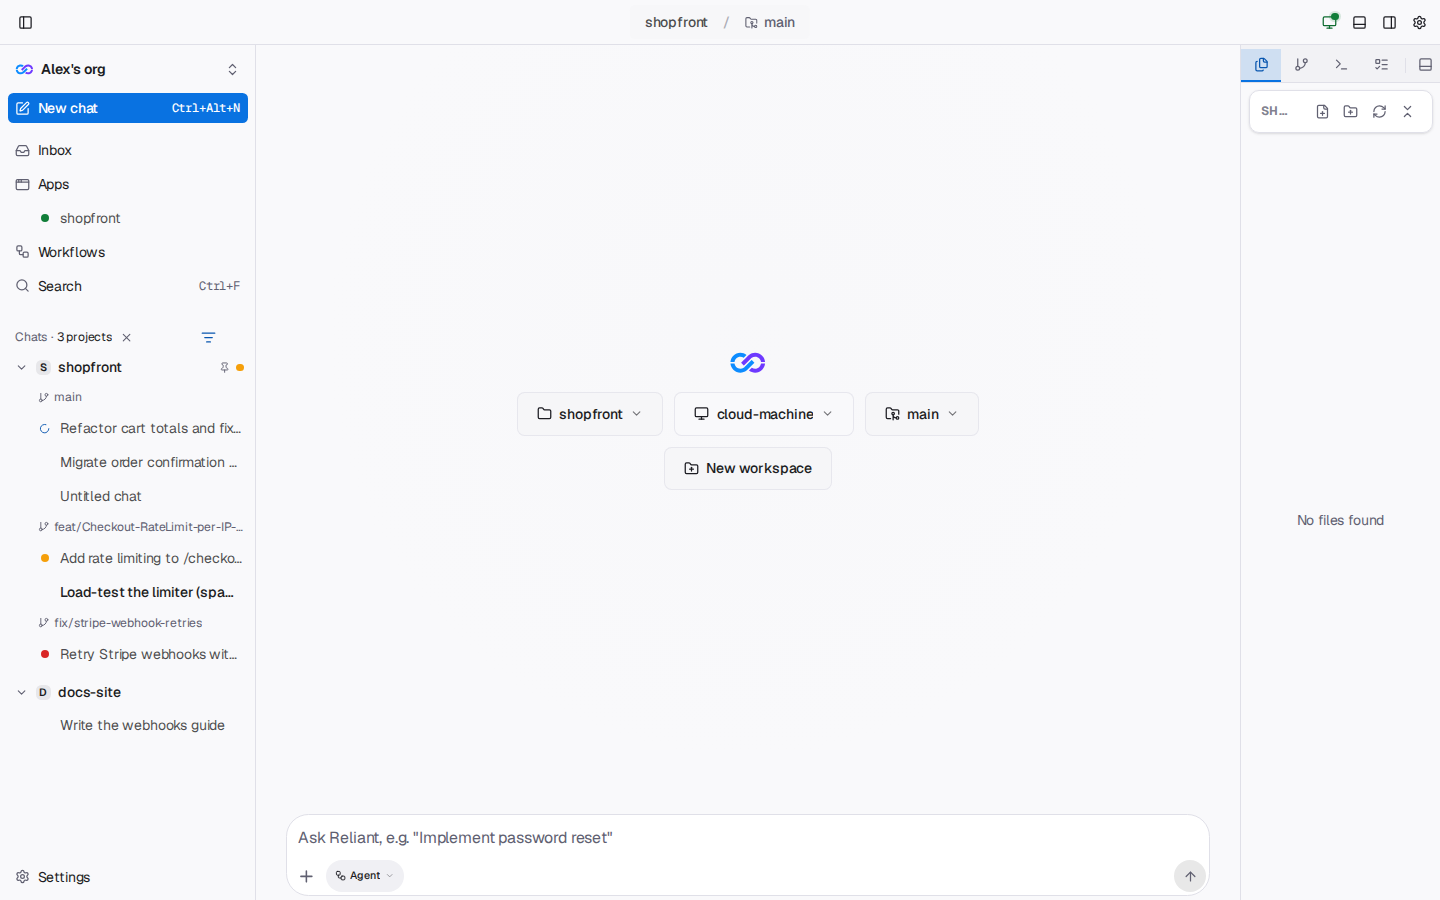 shopfront / main
Alex's org
New chat Ctrl+Alt+N
Inbox
Apps
shopfront
Workflows
Search Ctrl+F
Chats · 3 projects
S shopfront
main
Refactor cart totals and fix...
Migrate order confirmation ...
Untitled chat
feat/Checkout-RateLimit-per-IP-...
Add rate limiting to /checko...
Load-test the limiter (spa...
fix/stripe-webhook-retries
Retry Stripe webhooks wit...
D docs-site
Write the webhooks guide
Settings
shopfront
cloud-machine
main
New workspace
Ask Reliant, e.g. "Implement password reset"
Agent
SH...
No files found